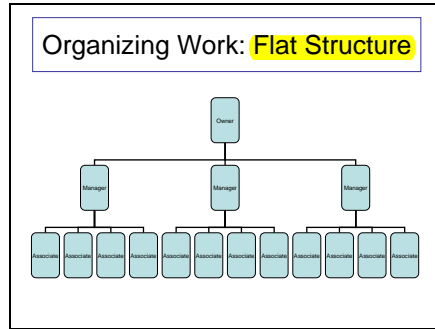 Organizing Work: Flat Structure
Owner
Manager Manager Manager
Associate Associate Associate Associate Associate Associate Associate Associate Associate Associate Associate Associate